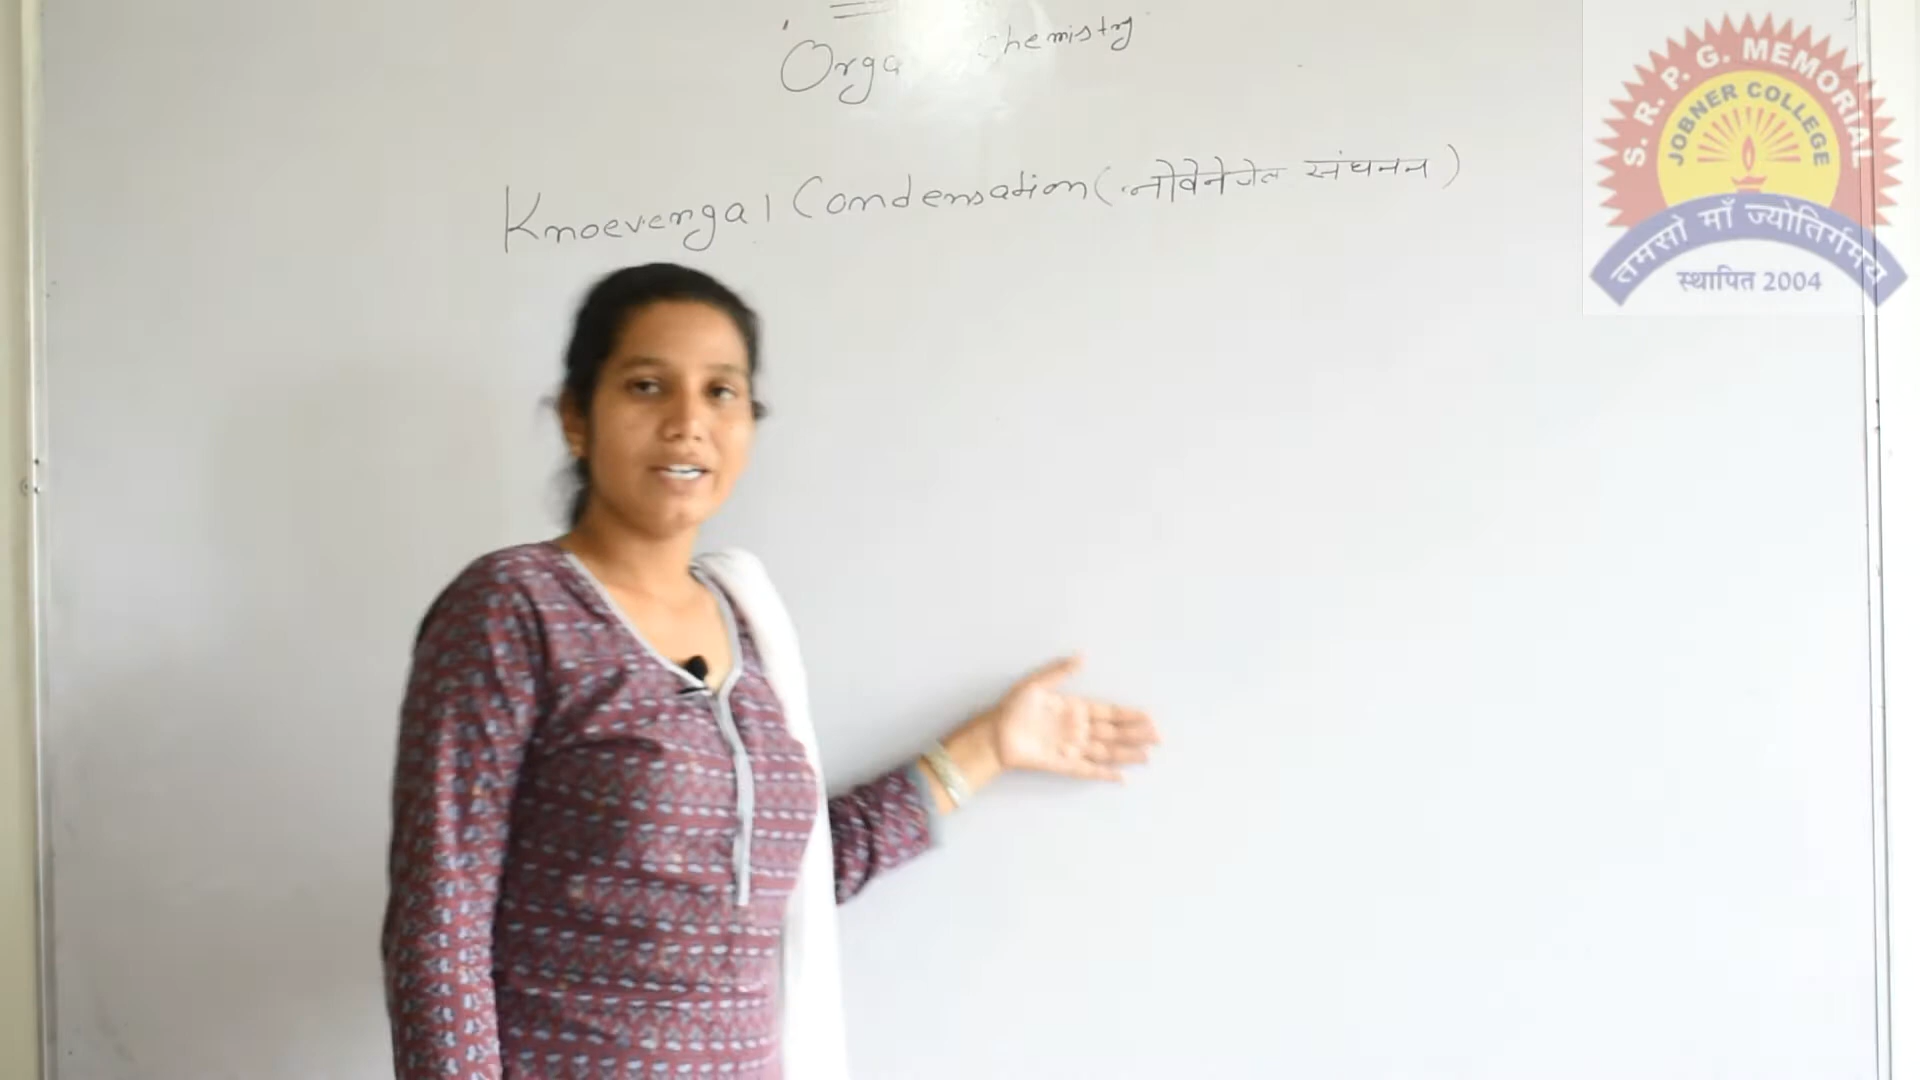 Orga Chemistry
Knoevengal Condensation (नोवेनेगेल संघनन)
S. R. P. G. MEMORIAL
JOBNER COLLEGE
तमसो माँ ज्योतिर्गमय
स्थापित 2004